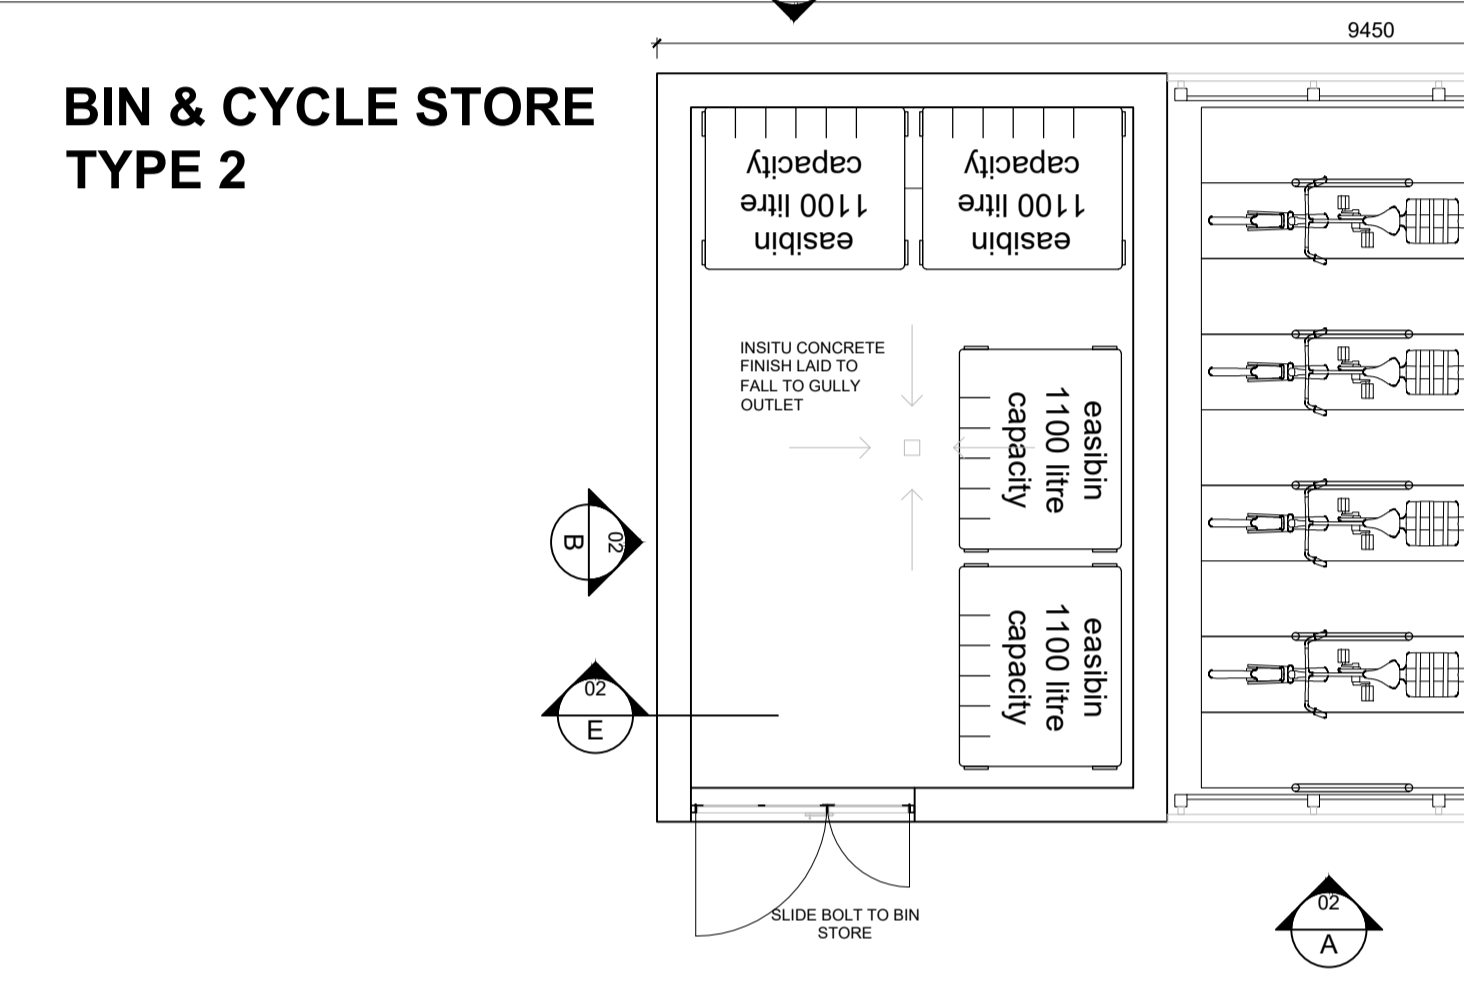 9450
BIN & CYCLE STORE
TYPE 2
easibin
1100 litre
capacity
easibin
1100 litre
capacity
INSITU CONCRETE
FINISH LAID TO
FALL TO GULLY
OUTLET
easibin
1100 litre
capacity
B
02
easibin
1100 litre
capacity
02
E
SLIDE BOLT TO BIN
STORE
02
A